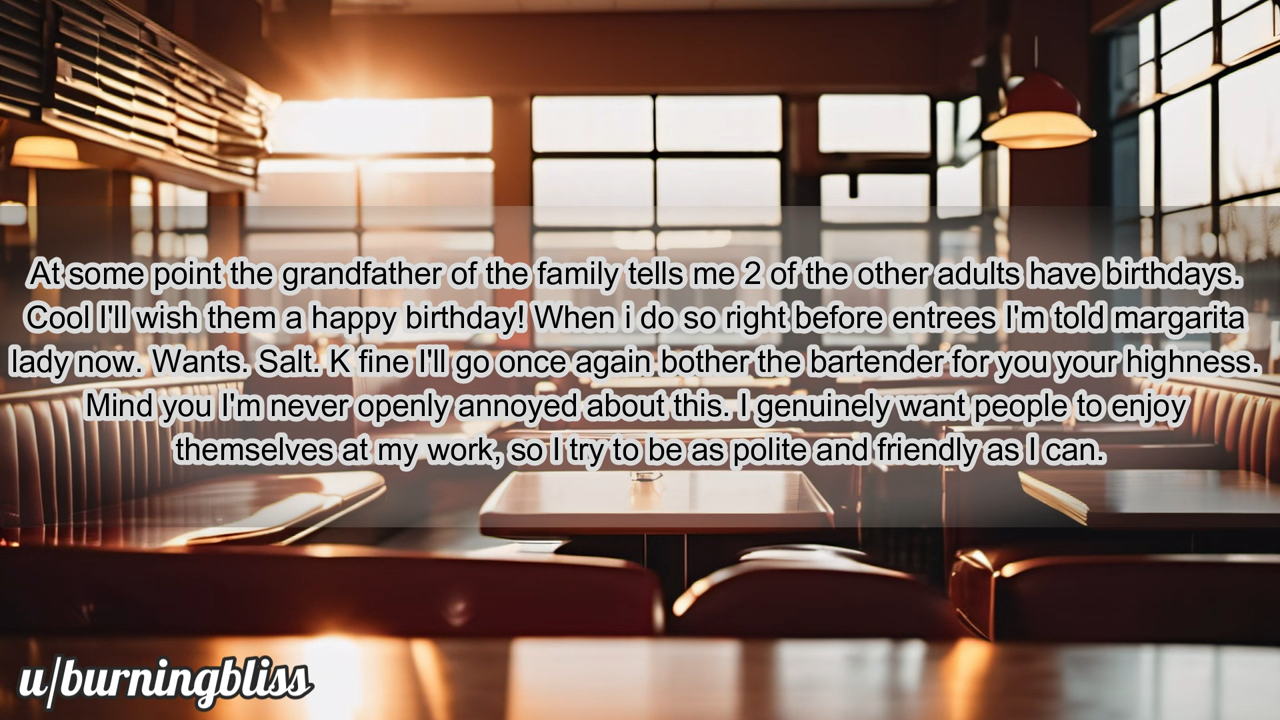 At some point the grandfather of the family tells me 2 of the other adults have birthdays.
Cool I'll wish them a happy birthday! When i do so right before entrees I'm told margarita
lady now. Wants. Salt. K fine I'll go once again bother the bartender for you your highness.
Mind you I'm never openly annoyed about this. I genuinely want people to enjoy
themselves at my work, so I try to be as polite and friendly as I can.
u/burningbliss